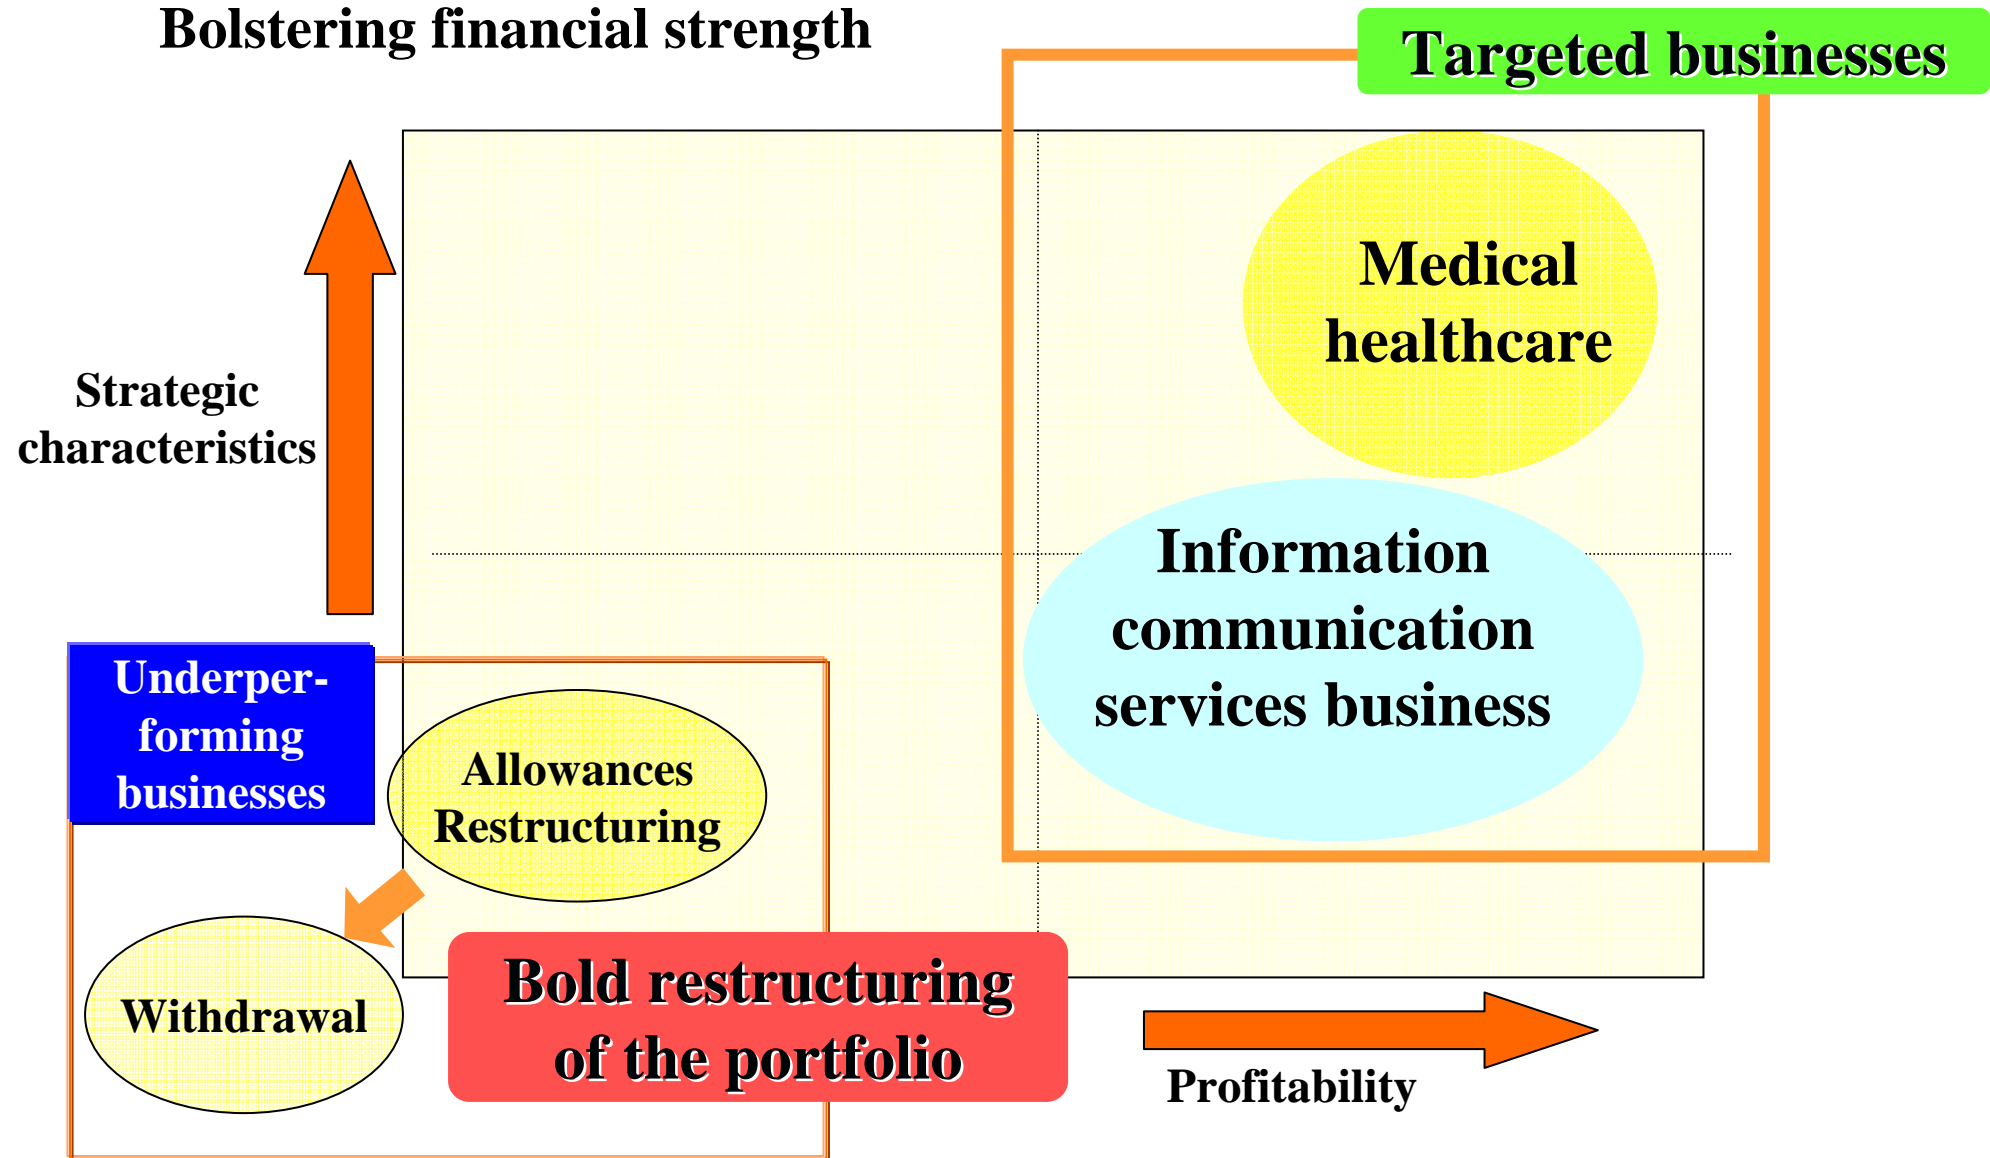 Bolstering financial strength
Targeted businesses
Medical
healthcare
Strategic
characteristics
Information
communication
services business
Underper-
forming
businesses
Allowances
Restructuring
Withdrawal
Bold restructuring
of the portfolio
Profitability